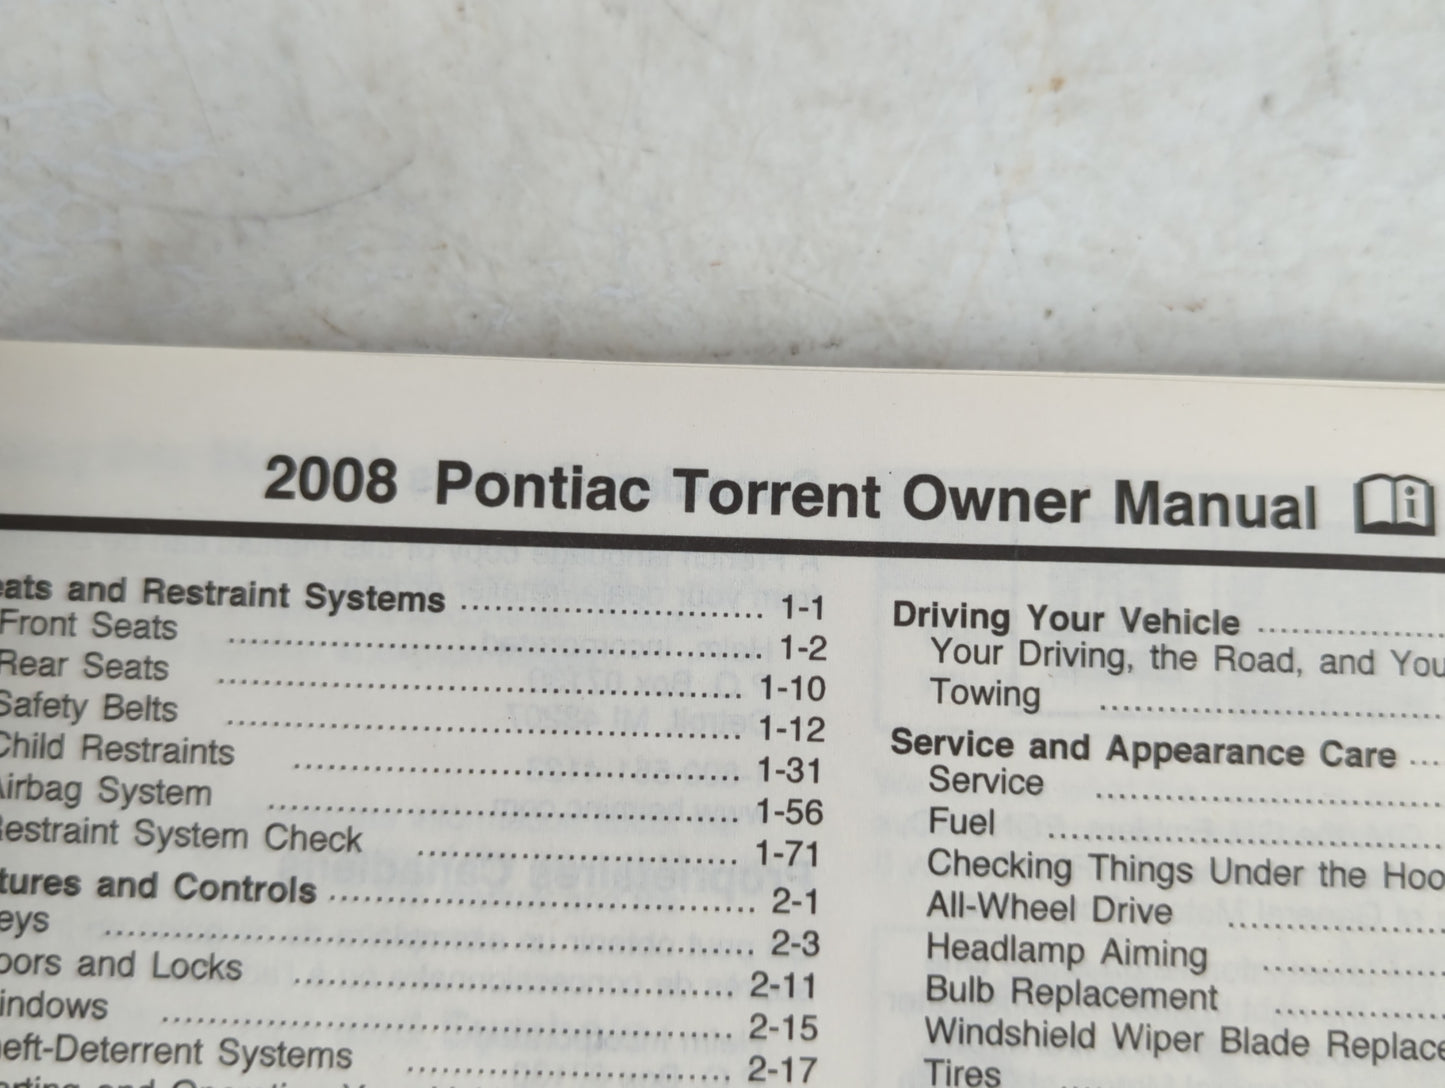 2008 Pontiac Torrent Owner Manual
ats and Restraint Systems ........ 1-1
Front Seats ........ 1-2
Rear Seats ........ 1-10
Safety Belts ........ 1-12
Child Restraints ........ 1-31
Airbag System ........ 1-56
Restraint System Check ........ 1-71
tures and Controls ........ 2-1
eys ........ 2-3
oors and Locks ........ 2-11
indows ........ 2-15
eft-Deterrent Systems ........ 2-17
Driving Your Vehicle ........
Your Driving, the Road, and You
Towing ........
Service and Appearance Care ....
Service ........
Fuel ........
Checking Things Under the Hoo
All-Wheel Drive ........
Headlamp Aiming ........
Bulb Replacement ........
Windshield Wiper Blade Replace
Tires ........